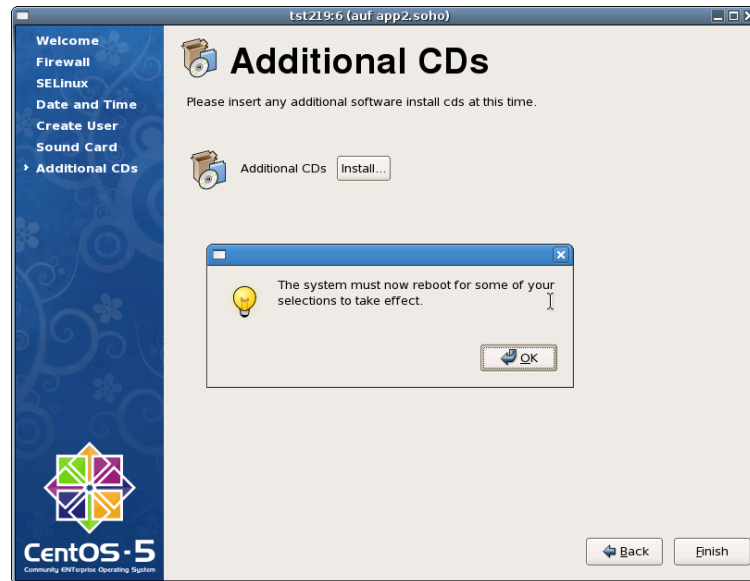 tst219:6 (auf app2.soho)
Welcome
Firewall
SELinux
Date and Time
Create User
Sound Card
Additional CDs
Additional CDs
Please insert any additional software install cds at this time.
Additional CDs Install...
The system must now reboot for some of your
selections to take effect.
OK
CentOS-5
Community ENTerprise Operating System
Back Finish